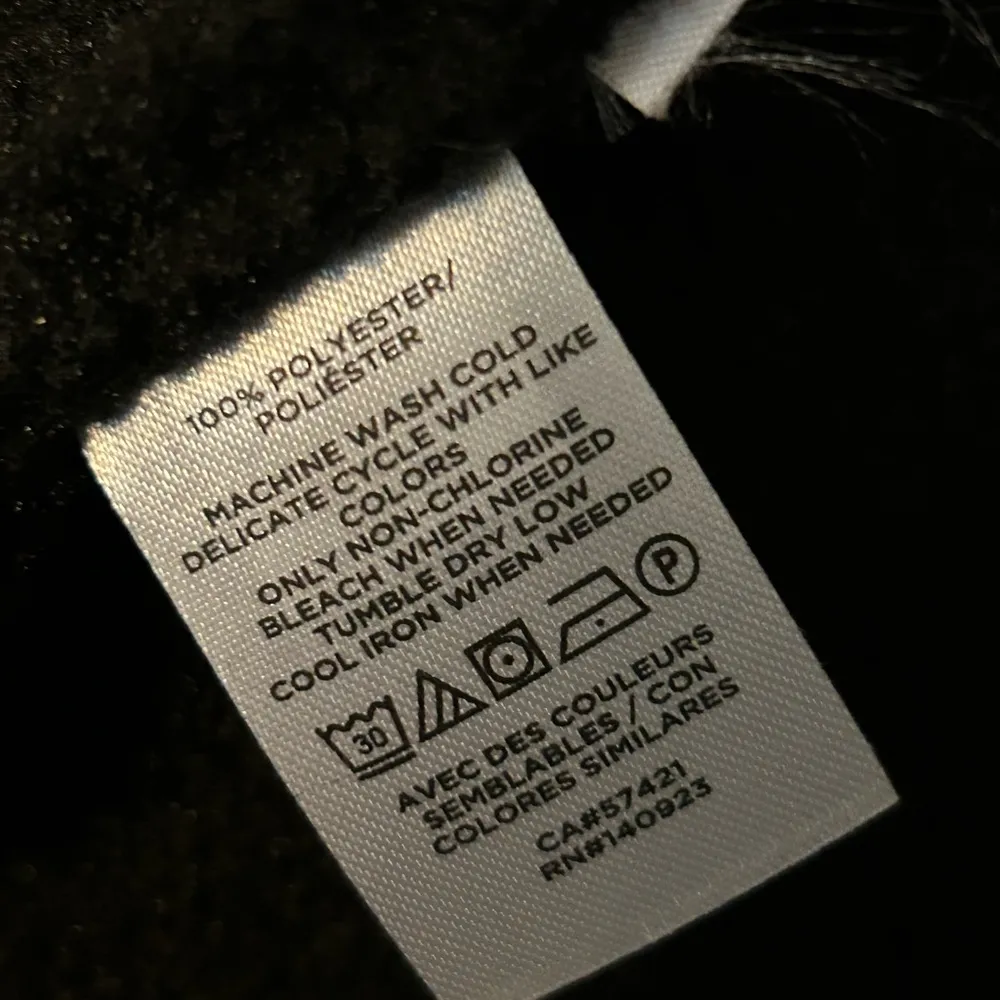 100% POLYESTER/
POLIÉSTER
MACHINE WASH COLD
DELICATE CYCLE WITH LIKE
COLORS
ONLY NON-CHLORINE
BLEACH WHEN NEEDED
TUMBLE DRY LOW
COOL IRON WHEN NEEDED
30 P
AVEC DES COULEURS
SEMBLABLES / CON
COLORES SIMILARES
CA#57421
RN#140923